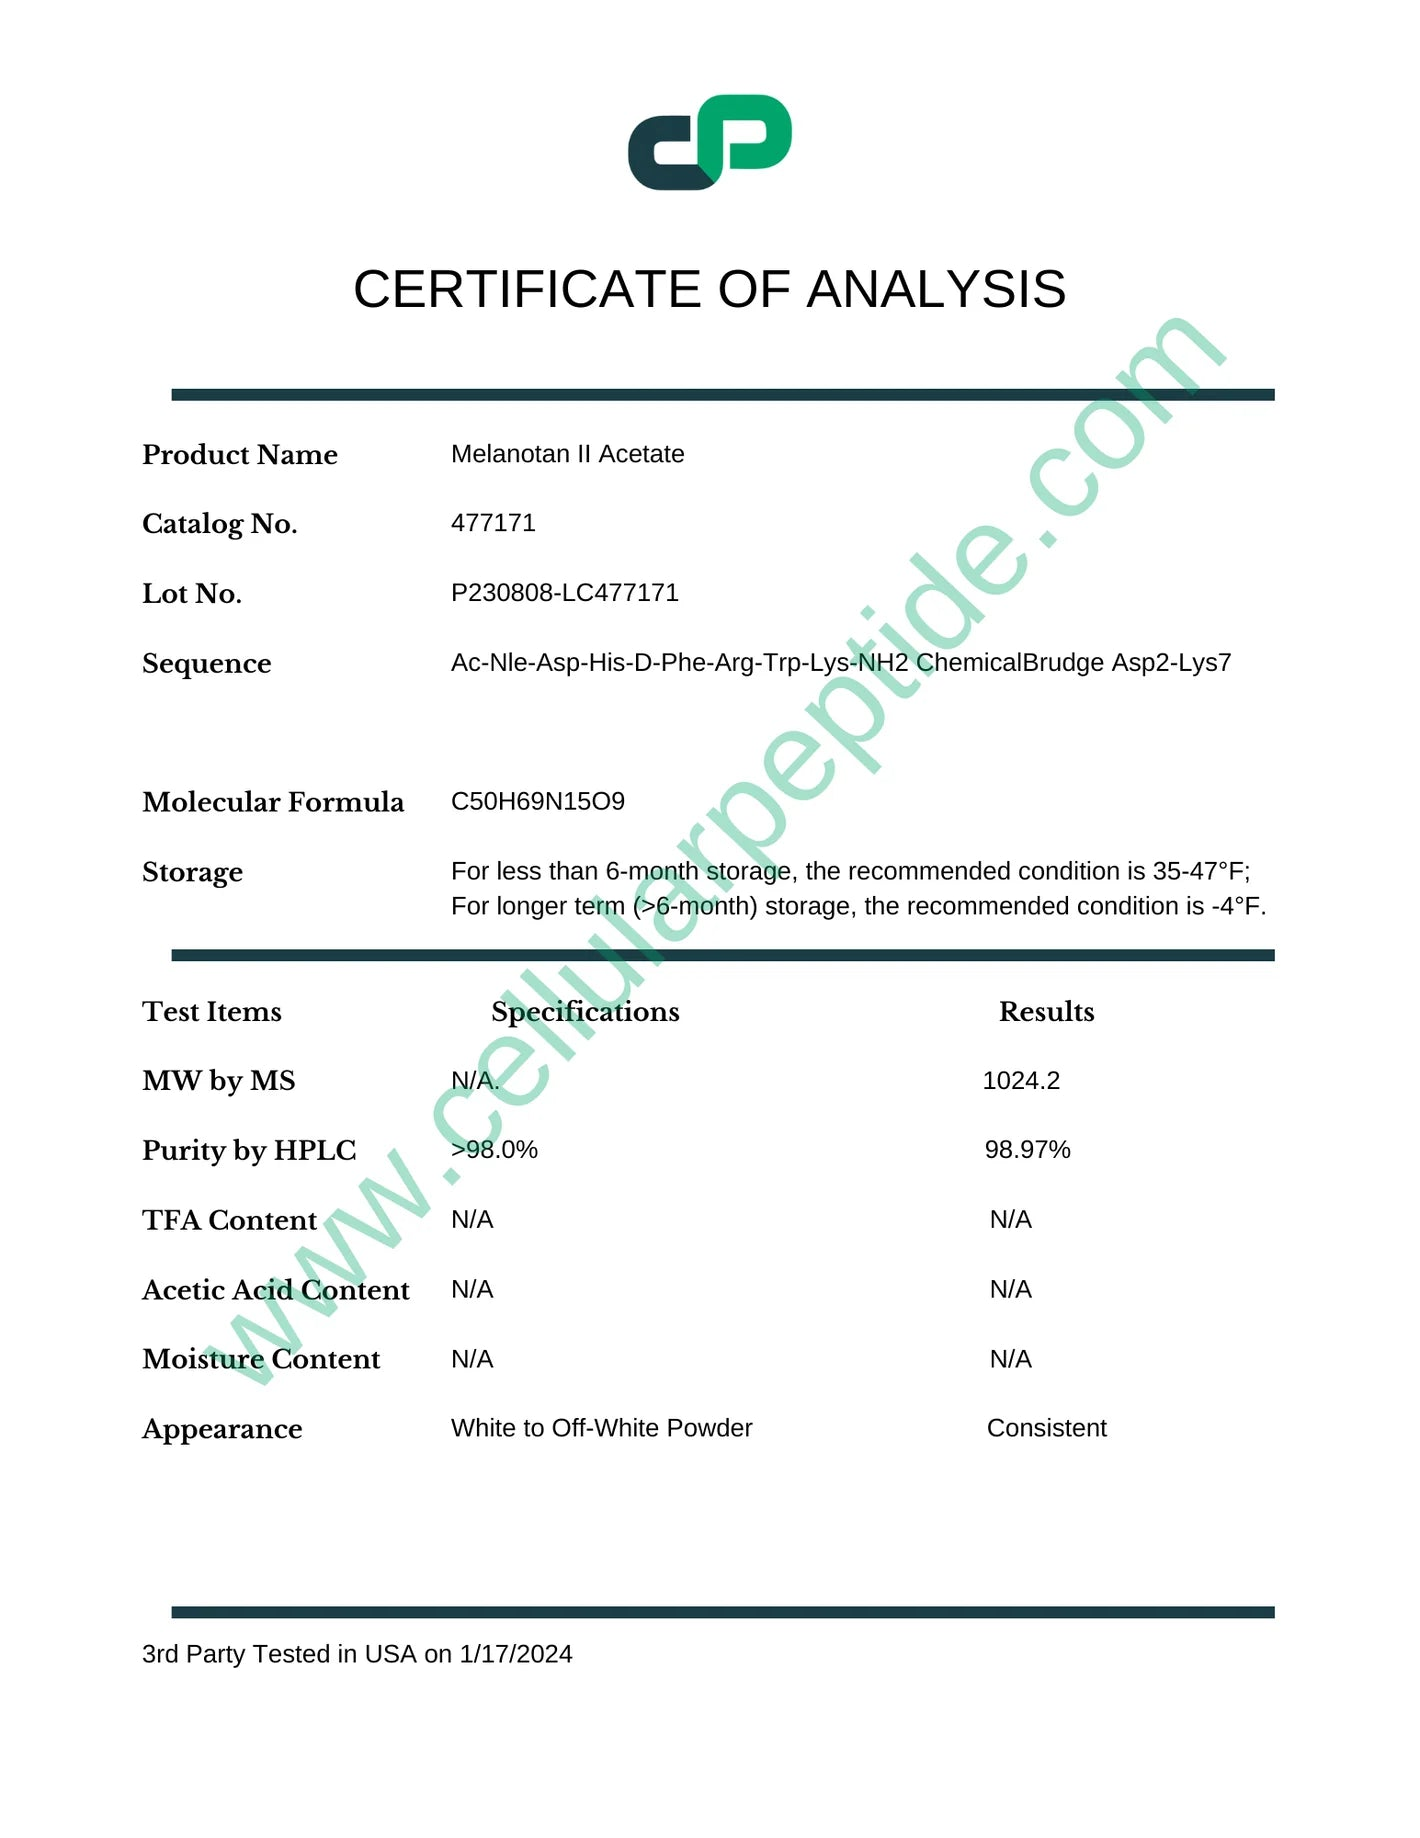 CP
CERTIFICATE OF ANALYSIS
Product Name Melanotan II Acetate
Catalog No. 477171
Lot No. P230808-LC477171
Sequence Ac-Nle-Asp-His-D-Phe-Arg-Trp-Lys-NH2 ChemicalBrudge Asp2-Lys7
Molecular Formula C50H69N15O9
Storage For less than 6-month storage, the recommended condition is 35-47°F;
For longer term (>6-month) storage, the recommended condition is -4°F.
Test Items Specifications Results
MW by MS N/A. 1024.2
Purity by HPLC >98.0% 98.97%
TFA Content N/A N/A
Acetic Acid Content N/A N/A
Moisture Content N/A N/A
Appearance White to Off-White Powder Consistent
3rd Party Tested in USA on 1/17/2024
www.cellularpeptide.com